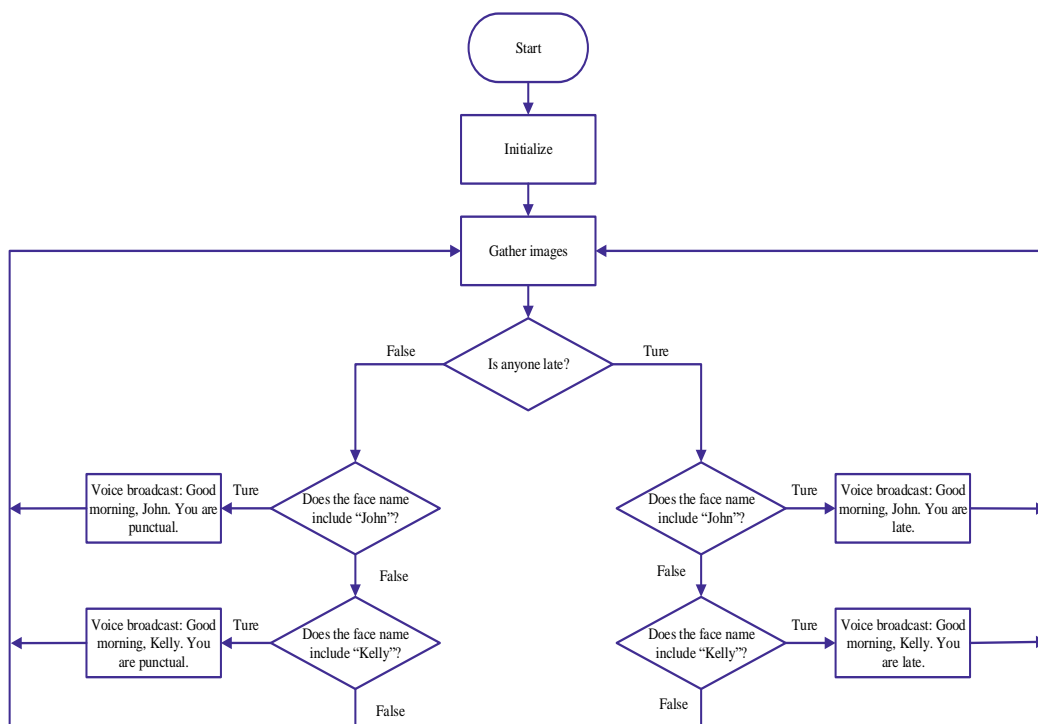 Start
Initialize
Gather images
False
Is anyone late?
Ture
Voice broadcast: Good
morning, John. You are
punctual.
Ture
Does the face name
include “John”?
Does the face name
include “John”?
Ture
Voice broadcast: Good
morning, John. You are
late.
False
False
Voice broadcast: Good
morning, Kelly. You
are punctual.
Ture
Does the face name
include “Kelly”?
Does the face name
include “Kelly”?
Ture
Voice broadcast: Good
morning, Kelly. You
are late.
False
False